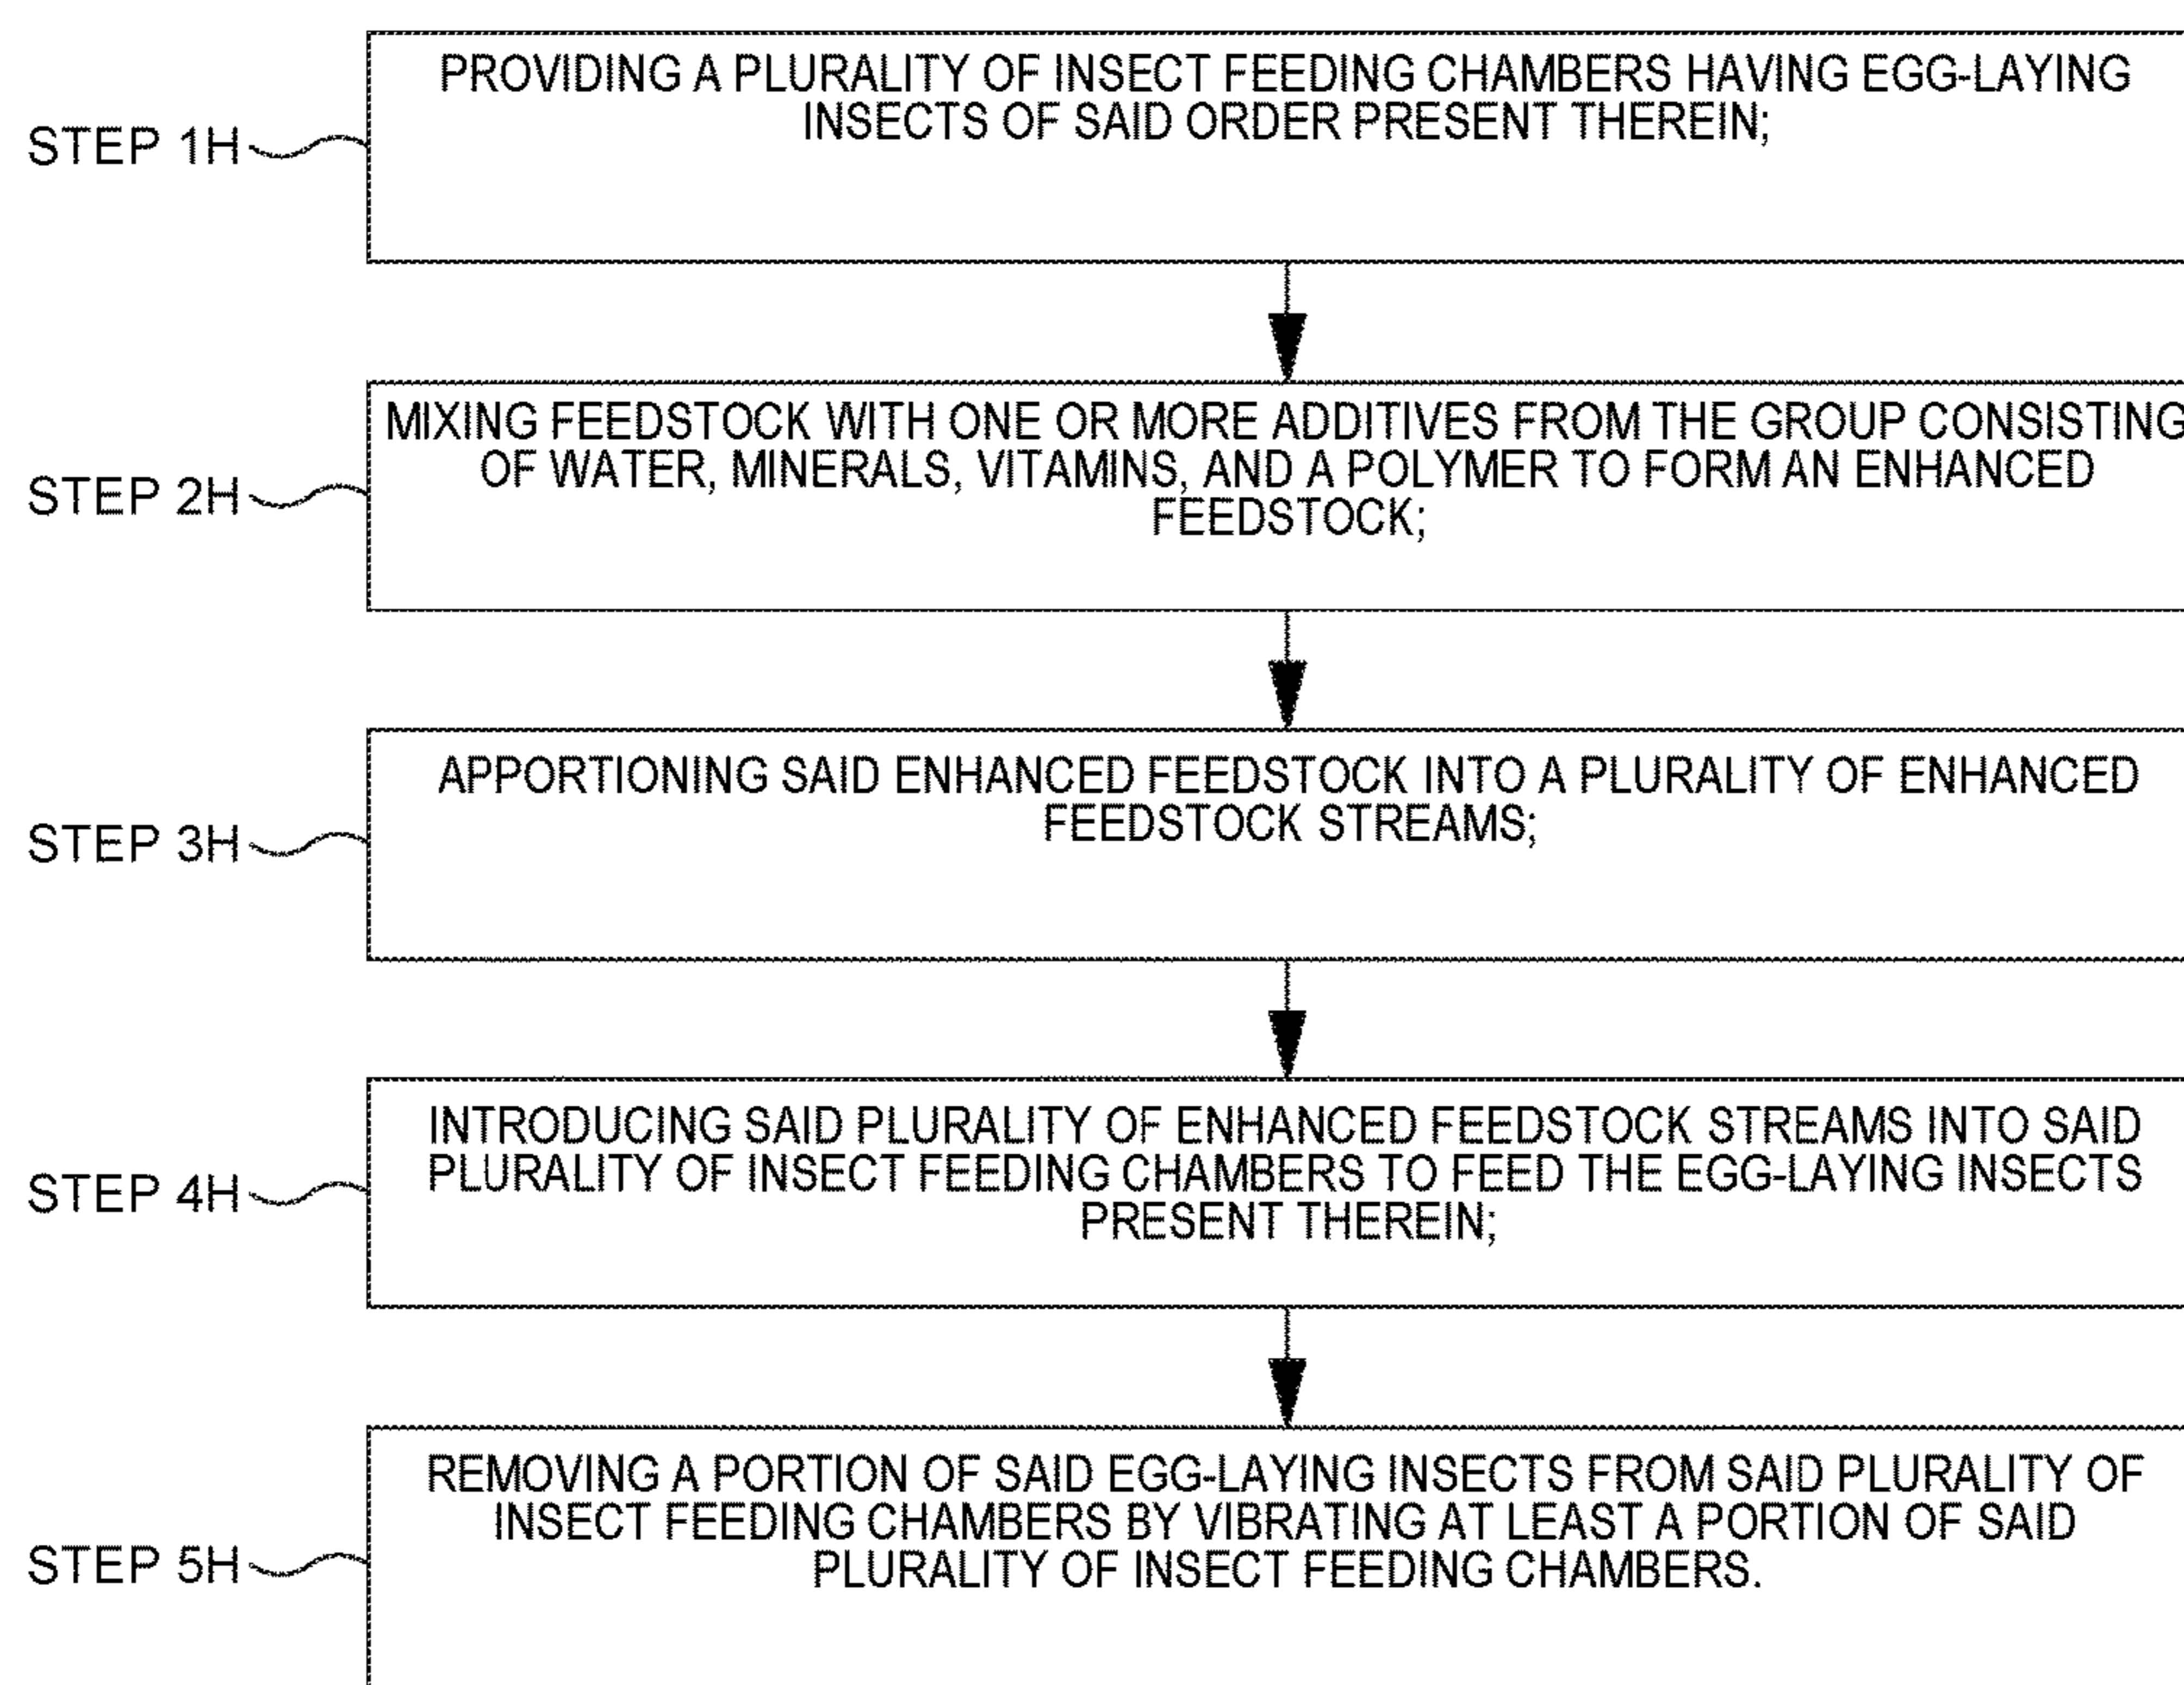 PROVIDING A PLURALITY OF INSECT FEEDING CHAMBERS HAVING EGG-LAYING
INSECTS OF SAID ORDER PRESENT THEREIN;
STEP 1H
MIXING FEEDSTOCK WITH ONE OR MORE ADDITIVES FROM THE GROUP CONSISTING
OF WATER, MINERALS, VITAMINS, AND A POLYMER TO FORM AN ENHANCED
FEEDSTOCK;
STEP 2H
APPORTIONING SAID ENHANCED FEEDSTOCK INTO A PLURALITY OF ENHANCED
FEEDSTOCK STREAMS;
STEP 3H
INTRODUCING SAID PLURALITY OF ENHANCED FEEDSTOCK STREAMS INTO SAID
PLURALITY OF INSECT FEEDING CHAMBERS TO FEED THE EGG-LAYING INSECTS
PRESENT THEREIN;
STEP 4H
REMOVING A PORTION OF SAID EGG-LAYING INSECTS FROM SAID PLURALITY OF
INSECT FEEDING CHAMBERS BY VIBRATING AT LEAST A PORTION OF SAID
PLURALITY OF INSECT FEEDING CHAMBERS.
STEP 5H